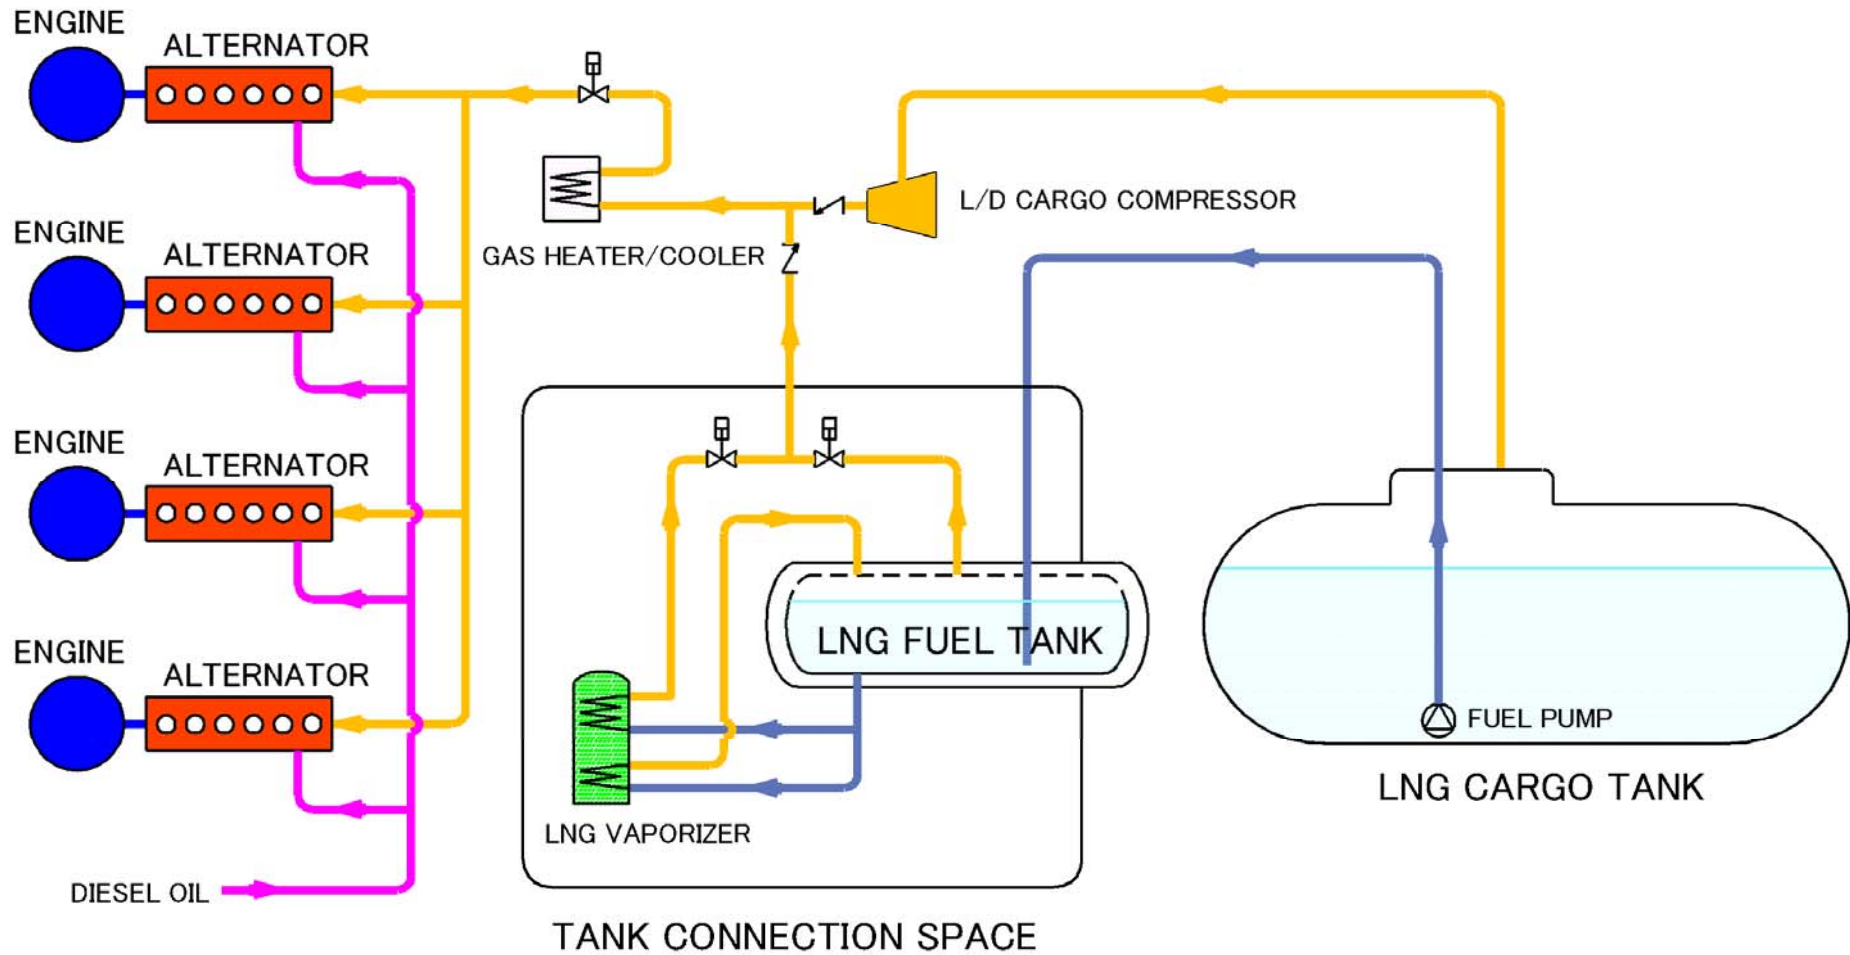 ENGINE
ALTERNATOR
L/D CARGO COMPRESSOR
ENGINE
ALTERNATOR
GAS HEATER/COOLER
ENGINE
ALTERNATOR
LNG FUEL TANK
ENGINE
ALTERNATOR
FUEL PUMP
LNG CARGO TANK
LNG VAPORIZER
DIESEL OIL
TANK CONNECTION SPACE